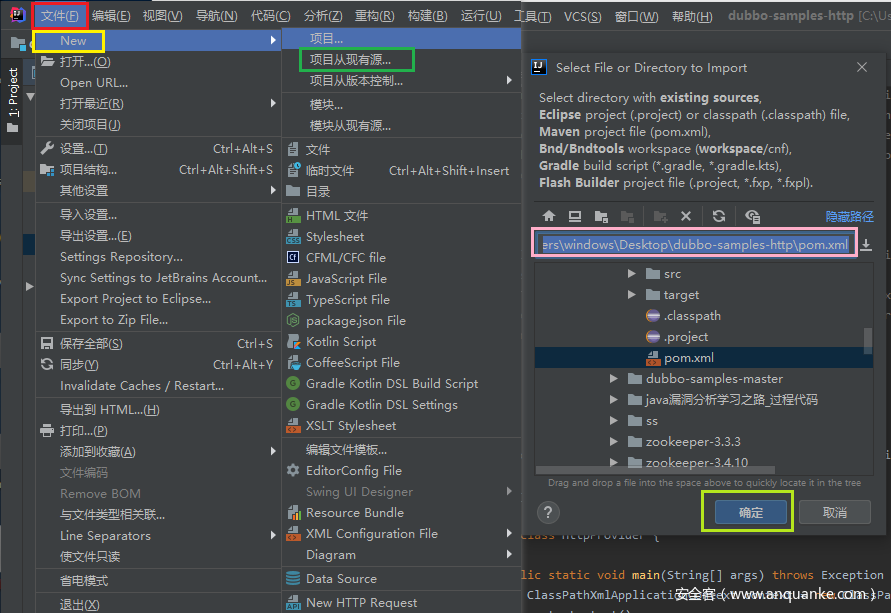 文件(F) 编辑(E) 视图(V) 导航(N) 代码(C) 分析(Z) 重构(R) 构建(B) 运行(U) 工具(T) VCS(S) 窗口(W) 帮助(H) dubbo-samples-http
1: Project
New
打开...(O)
Open URL...
打开最近(R)
关闭项目(J)
设置...(T) Ctrl+Alt+S
项目结构... Ctrl+Alt+Shift+S
其他设置
导入设置...
导出设置...(E)
Settings Repository...
Sync Settings to JetBrains Account...
Export Project to Eclipse...
Export to Zip File...
保存全部(S) Ctrl+S
同步(Y) Ctrl+Alt+Y
Invalidate Caches / Restart...
导出到 HTML...(H)
打印...(P)
添加到收藏(A)
文件编码
Remove BOM
与文件类型相关联...
Line Separators
使文件只读
省电模式
退出(X)
项目...
项目从现有源...
项目从版本控制...
模块...
模块从现有源...
文件
临时文件 Ctrl+Alt+Shift+Insert
目录
HTML 文件
Stylesheet
CFML/CFC file
JavaScript File
TypeScript File
package.json File
Kotlin Script
CoffeeScript File
Gradle Kotlin DSL Build Script
Gradle Kotlin DSL Settings
XSLT Stylesheet
编辑文件模板...
EditorConfig File
Swing UI Designer
Resource Bundle
XML Configuration File
Diagram
Data Source
New HTTP Request
Select File or Directory to Import
Select directory with existing sources,
Eclipse project (.project) or classpath (.classpath) file,
Maven project file (pom.xml),
Bnd/Bndtools workspace (workspace/cnf),
Gradle build script (*.gradle, *.gradle.kts),
Flash Builder project file (.project, *.fxp, *.fxpl).
隐藏路径
ers\windows\Desktop\dubbo-samples-http\pom.xml
src
target
.classpath
.project
pom.xml
dubbo-samples-master
java漏洞分析学习之路_过程代码
ss
zookeeper-3.3.3
zookeeper-3.4.10
Drag and drop a file into the space above to quickly locate it in the tree
? 确定 取消
class HttpProvider {
lic static void main(String[] args) throws Exception
ClassPathXmlApplication
安全客（www.anquanke.com）